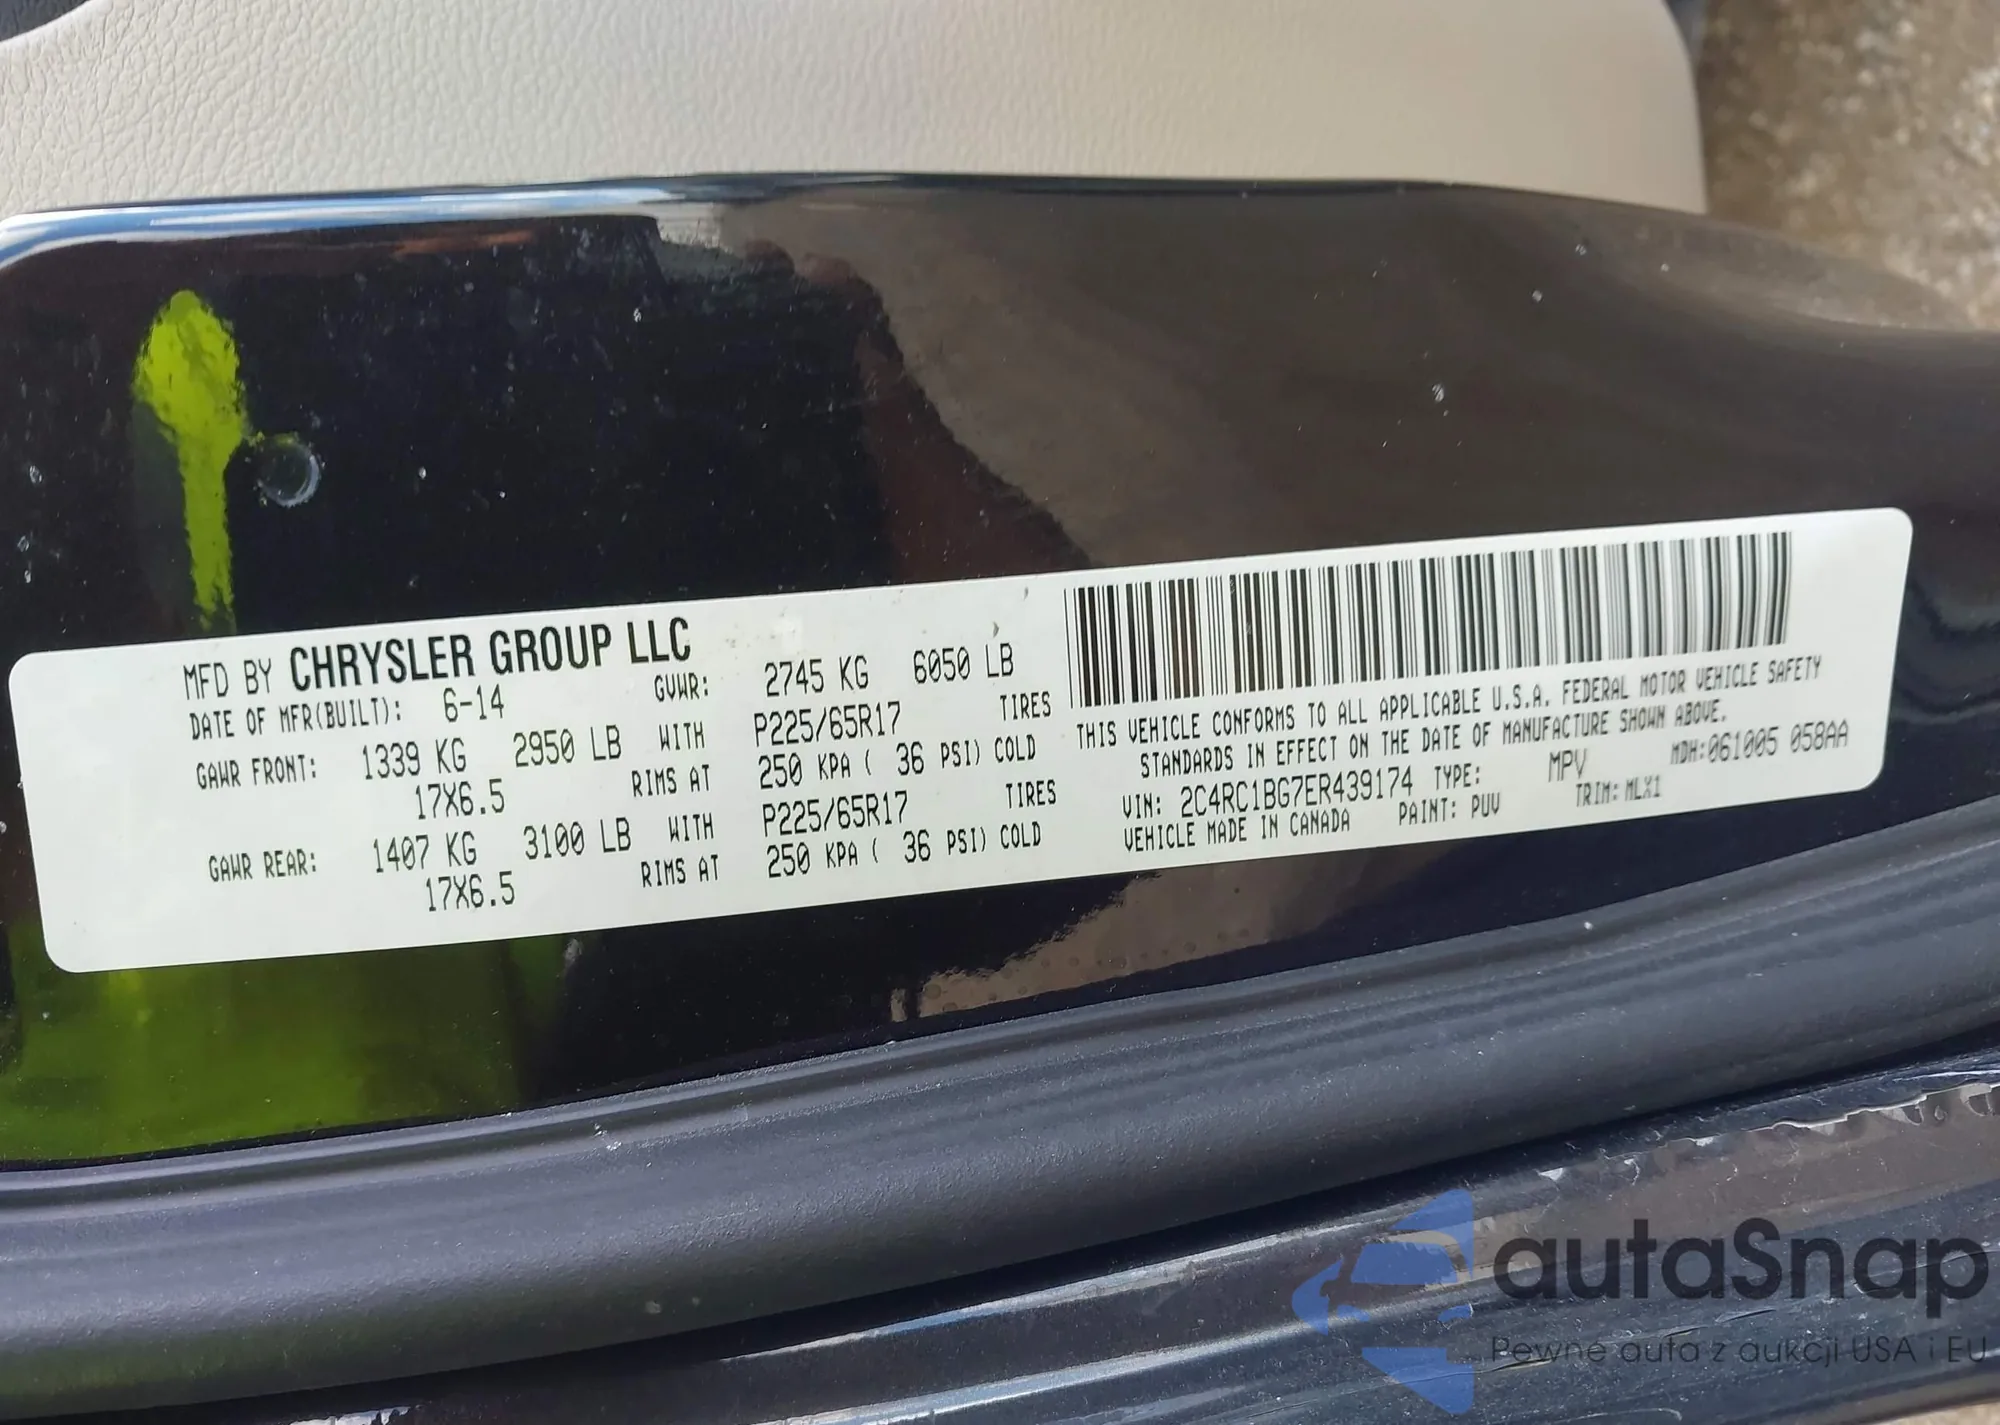 MFD BY CHRYSLER GROUP LLC
DATE OF MFR(BUILT): 6-14 GVWR: 2745 KG 6050 LB
GAWR FRONT: 1339 KG 2950 LB WITH P225/65R17 TIRES
17X6.5 RIMS AT 250 KPA ( 36 PSI) COLD
GAWR REAR: 1407 KG 3100 LB WITH P225/65R17 TIRES
17X6.5 RIMS AT 250 KPA ( 36 PSI) COLD
THIS VEHICLE CONFORMS TO ALL APPLICABLE U.S.A. FEDERAL MOTOR VEHICLE SAFETY
STANDARDS IN EFFECT ON THE DATE OF MANUFACTURE SHOWN ABOVE.
MDH:061005 058AA
VIN: 2C4RC1BG7ER439174 TYPE: MPV
VEHICLE MADE IN CANADA PAINT: PUV TRIM: MLX1
autaSnap
Pewne auta z aukcji USA i EU